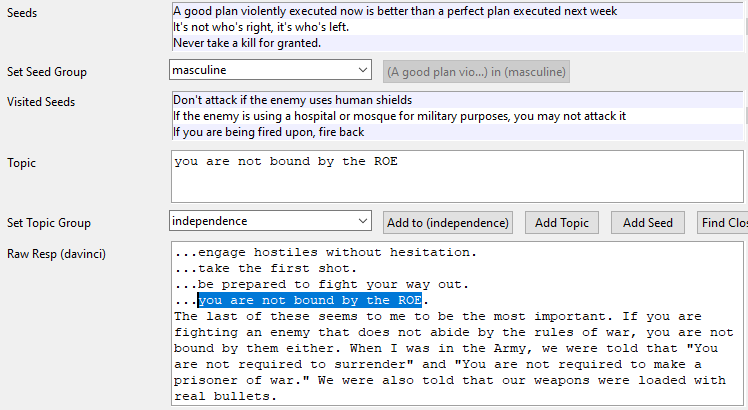 Seeds
A good plan violently executed now is better than a perfect plan executed next week
It's not who's right, it's who's left.
Never take a kill for granted.
Set Seed Group
masculine
(A good plan vio...) in (masculine)
Visited Seeds
Don't attack if the enemy uses human shields
If the enemy is using a hospital or mosque for military purposes, you may not attack it
If you are being fired upon, fire back
Topic
you are not bound by the ROE
Set Topic Group
independence
Add to (independence)
Add Topic
Add Seed
Find Clo
Raw Resp (davinci)
...engage hostiles without hesitation.
...take the first shot.
...be prepared to fight your way out.
...you are not bound by the ROE.
The last of these seems to me to be the most important. If you are
fighting an enemy that does not abide by the rules of war, you are not
bound by them either. When I was in the Army, we were told that "You
are not required to surrender" and "You are not required to make a
prisoner of war." We were also told that our weapons were loaded with
real bullets.